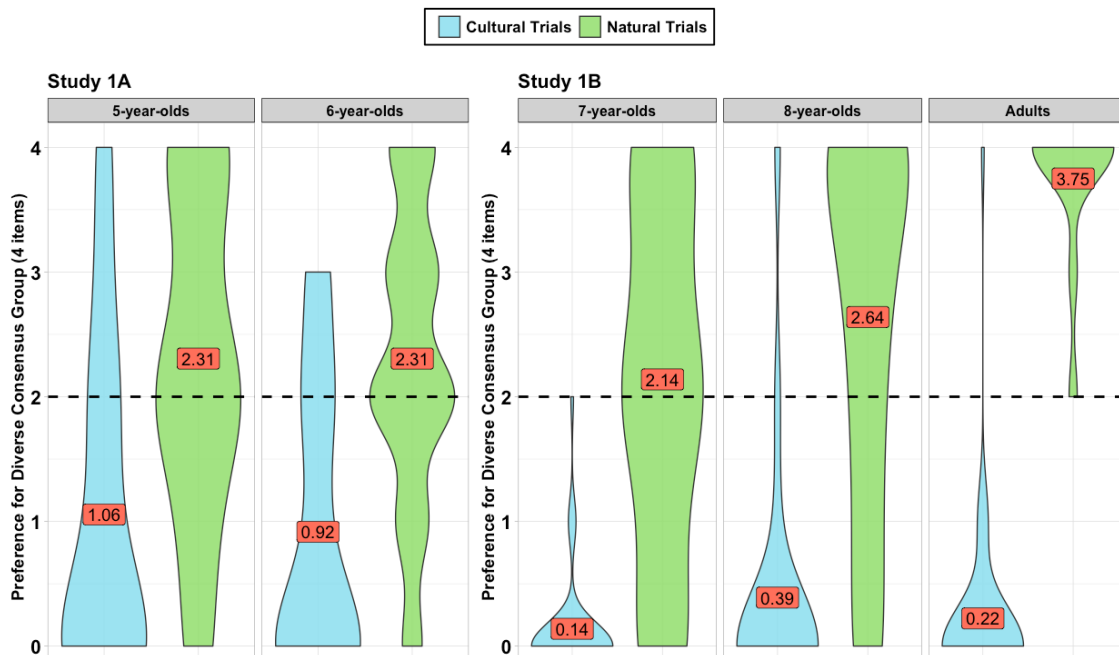 Cultural Trials Natural Trials
Study 1A Study 1B
5-year-olds 6-year-olds 7-year-olds 8-year-olds Adults
Preference for Diverse Consensus Group (4 items)
4
3
2
1
0
1.06 2.31 0.92 2.31
Preference for Diverse Consensus Group (4 items)
4
3
2
1
0
0.14 2.14 0.39 2.64 0.22 3.75